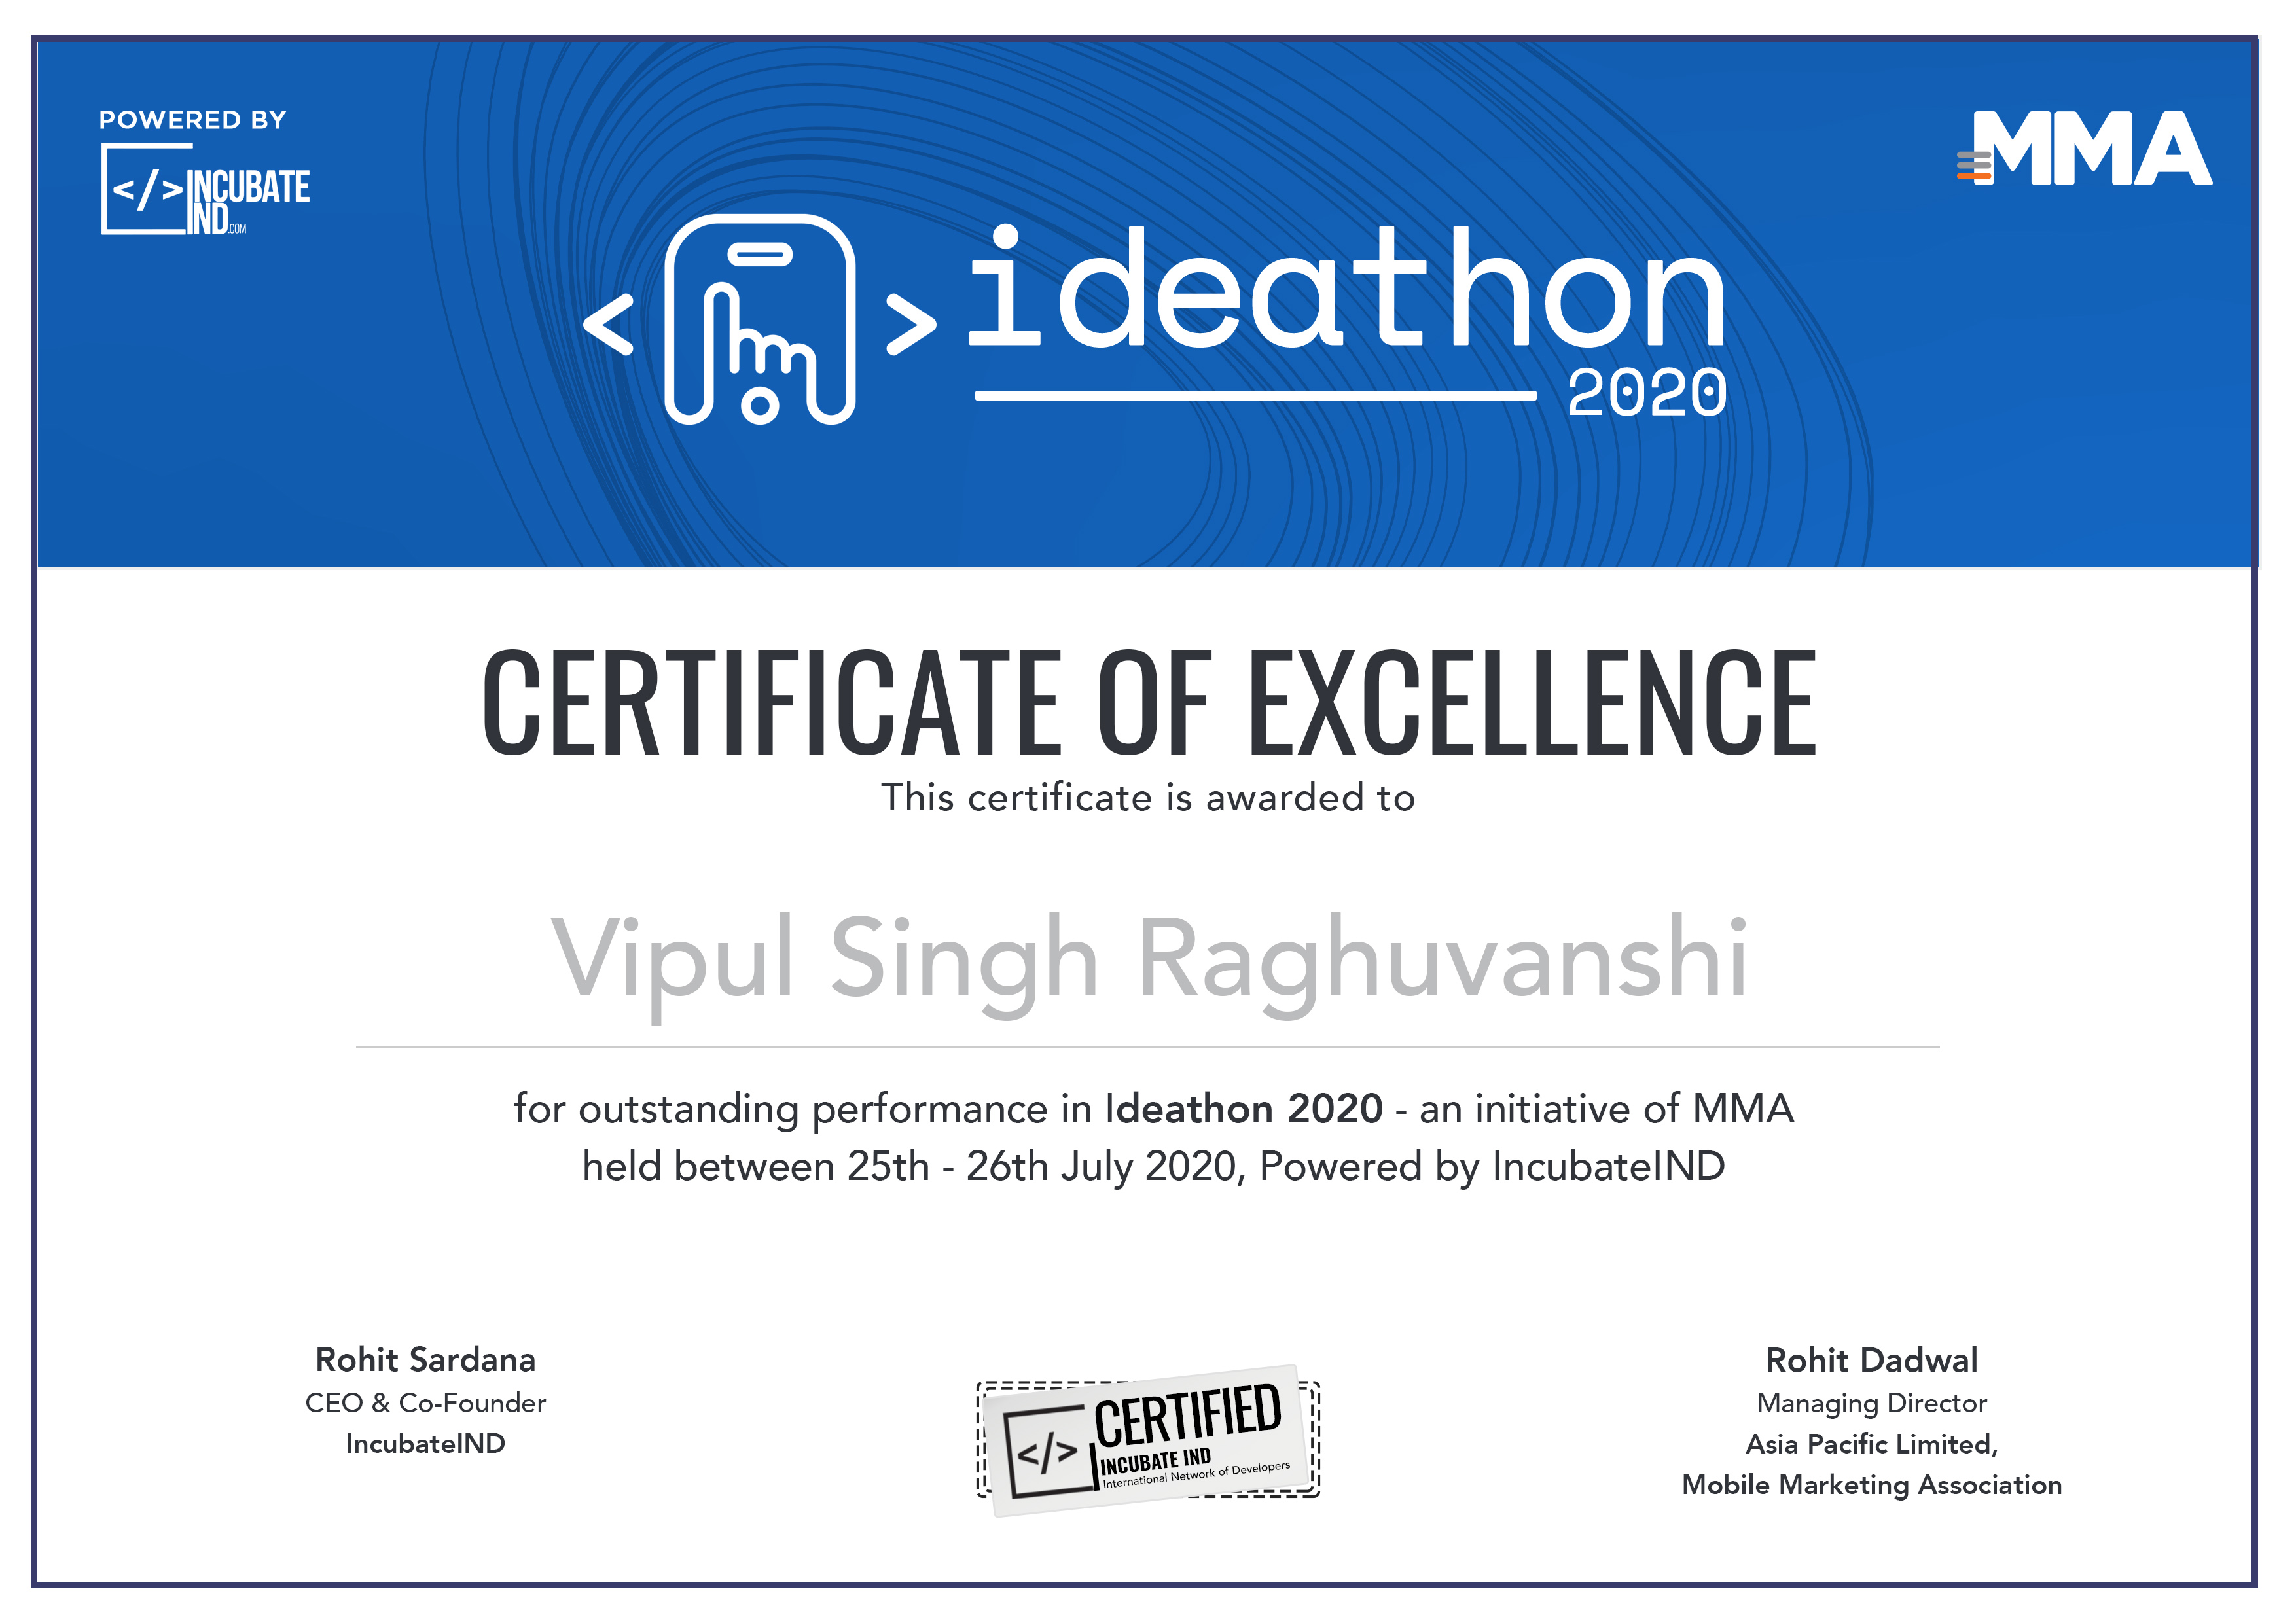 POWERED BY
</>INCUBATE
IND.COM
MMA
< > ideathon
2020
CERTIFICATE OF EXCELLENCE
This certificate is awarded to
Vipul Singh Raghuvanshi
for outstanding performance in Ideathon 2020 - an initiative of MMA
held between 25th - 26th July 2020, Powered by IncubateIND
Rohit Sardana
CEO & Co-Founder
IncubateIND
</> CERTIFIED
INCUBATE IND
International Network of Developers
Rohit Dadwal
Managing Director
Asia Pacific Limited,
Mobile Marketing Association